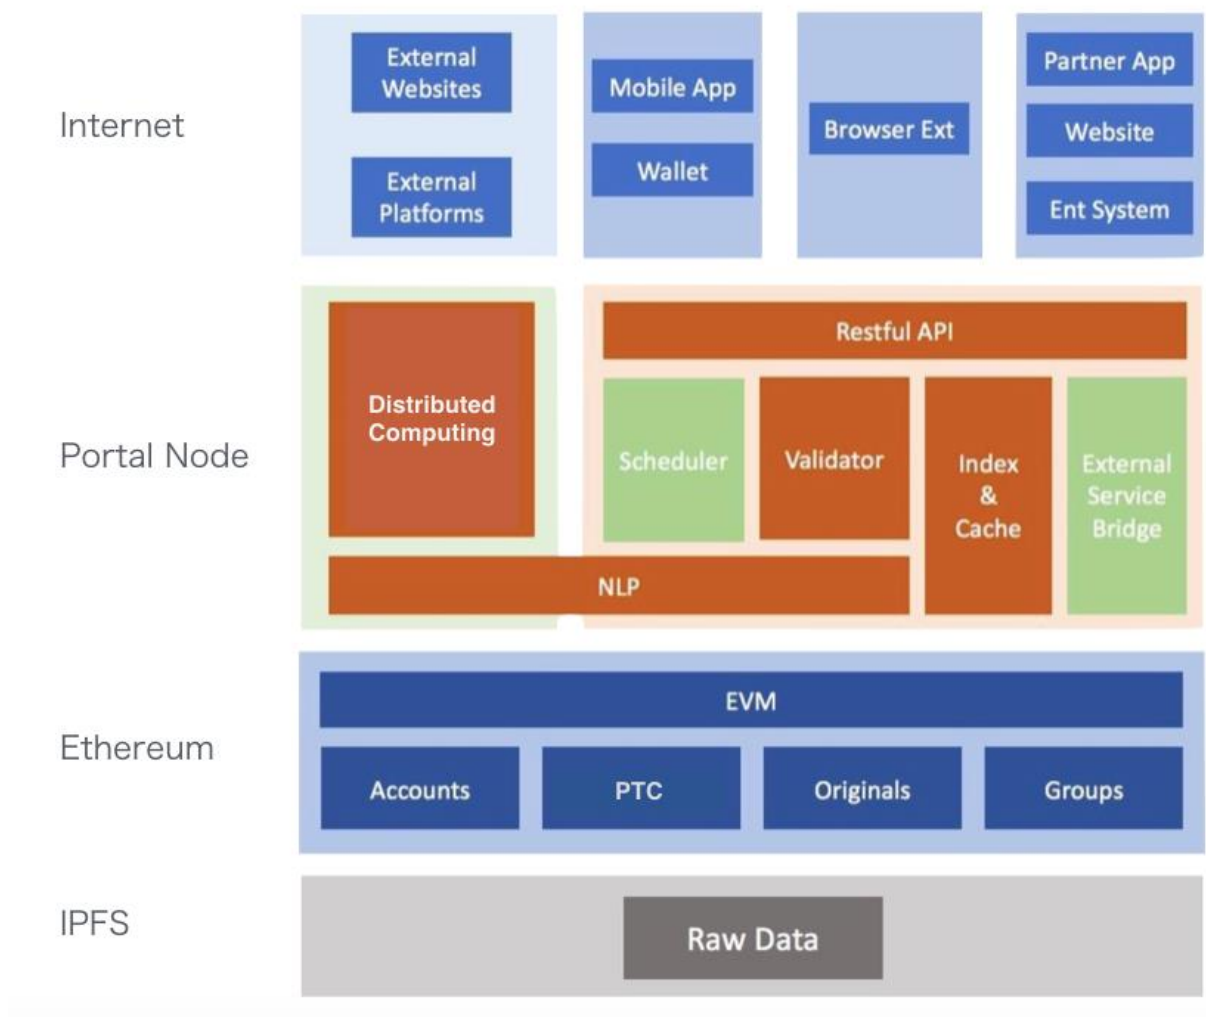 Internet
External
Websites
External
Platforms
Mobile App
Wallet
Browser Ext
Partner App
Website
Ent System
Portal Node
Distributed
Computing
Restful API
Scheduler
Validator
Index
&
Cache
External
Service
Bridge
NLP
Ethereum
EVM
Accounts
PTC
Originals
Groups
IPFS
Raw Data